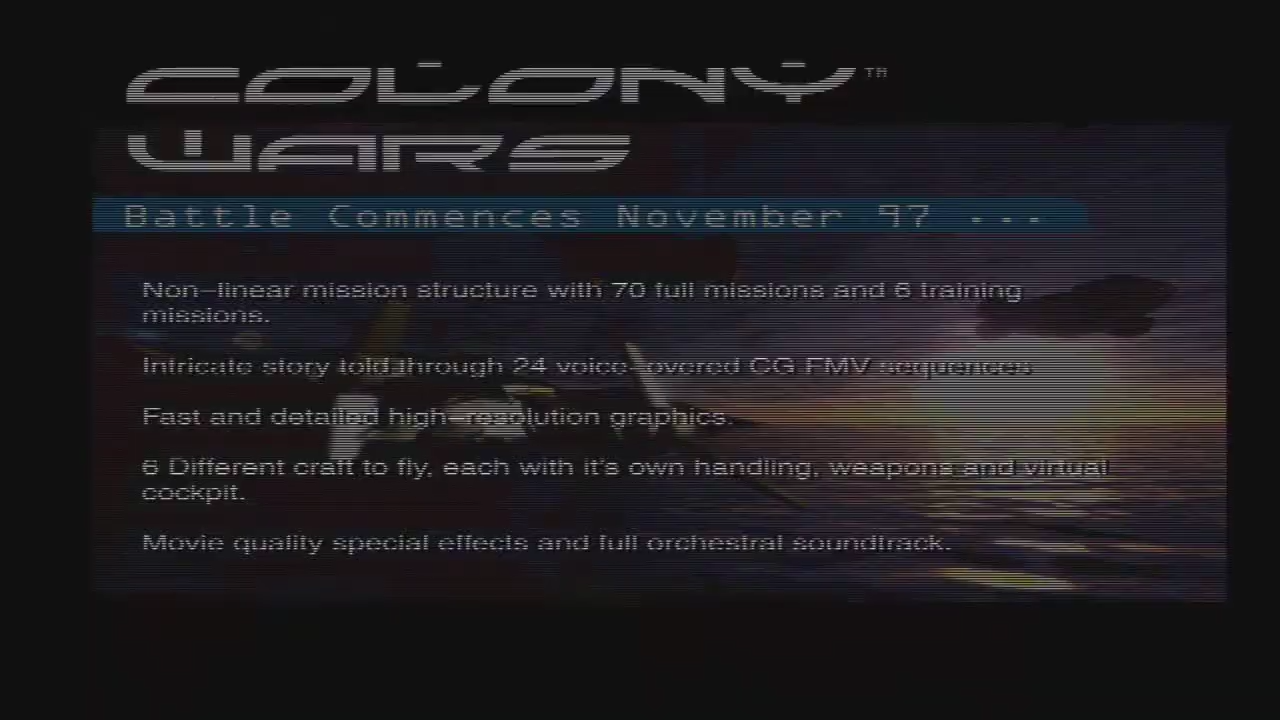 COLONY™
WARS
Battle Commences November 97 ...
Non-linear mission structure with 70 full missions and 6 training
missions.
Intricate story told through 24 voice-overed CG FMV sequences
Fast and detailed high-resolution graphics.
6 Different craft to fly, each with it's own handling, weapons and virtual
cockpit.
Movie quality special effects and full orchestral soundtrack.